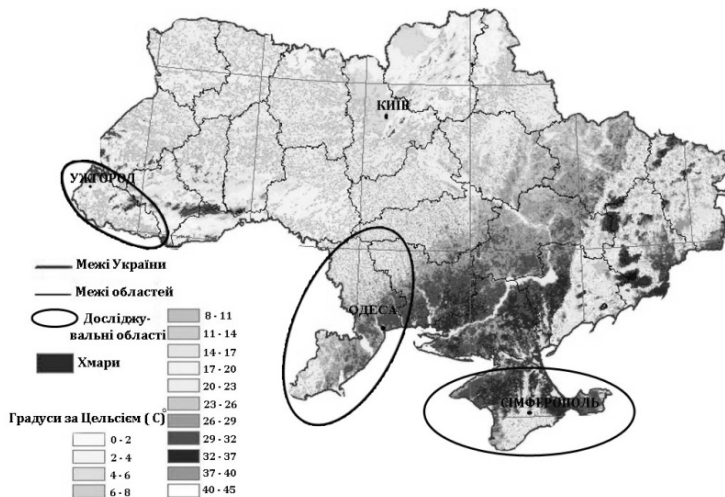 КИЇВ
УЖГОРОД
ОДЕСА
СІМФЕРОПОЛЬ
Межі України
Межі областей
Досліджу-
вальні області
Хмари
Градуси за Цельсієм ( С)°
0 - 2
2 - 4
4 - 6
6 - 8
8 - 11
11 - 14
14 - 17
17 - 20
20 - 23
23 - 26
26 - 29
29 - 32
32 - 37
37 - 40
40 - 45